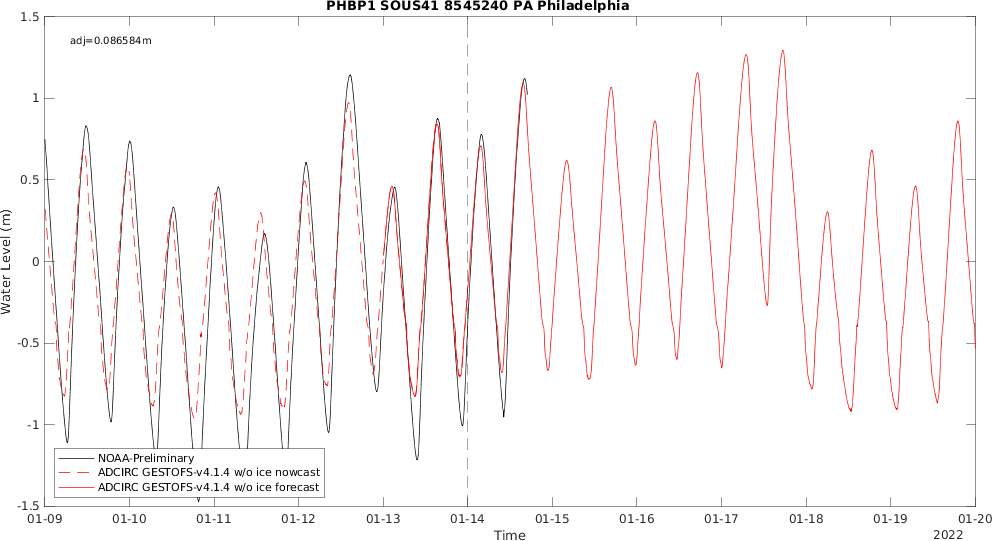 PHBP1 SOUS41 8545240 PA Philadelphia
adj=0.086584m
1.5
1
0.5
0
-0.5
-1
-1.5
Water Level (m)
NOAA-Preliminary
ADCIRC GESTOFS-v4.1.4 w/o ice nowcast
ADCIRC GESTOFS-v4.1.4 w/o ice forecast
01-09 01-10 01-11 01-12 01-13 01-14 01-15 01-16 01-17 01-18 01-19 01-20
Time
2022